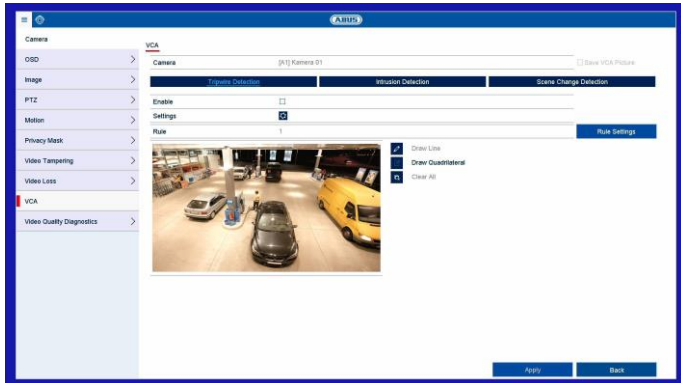 ABUS
Camera
OSD
Image
PTZ
Motion
Privacy Mask
Video Tampering
Video Loss
VCA
Video Quality Diagnostics
VCA
Camera [A1] Kamera 01 Save VCA Picture
Tripwire Detection Intrusion Detection Scene Change Detection
Enable
Settings
Rule 1 Rule Settings
Draw Line
Draw Quadrilateral
Clear All
Apply Back